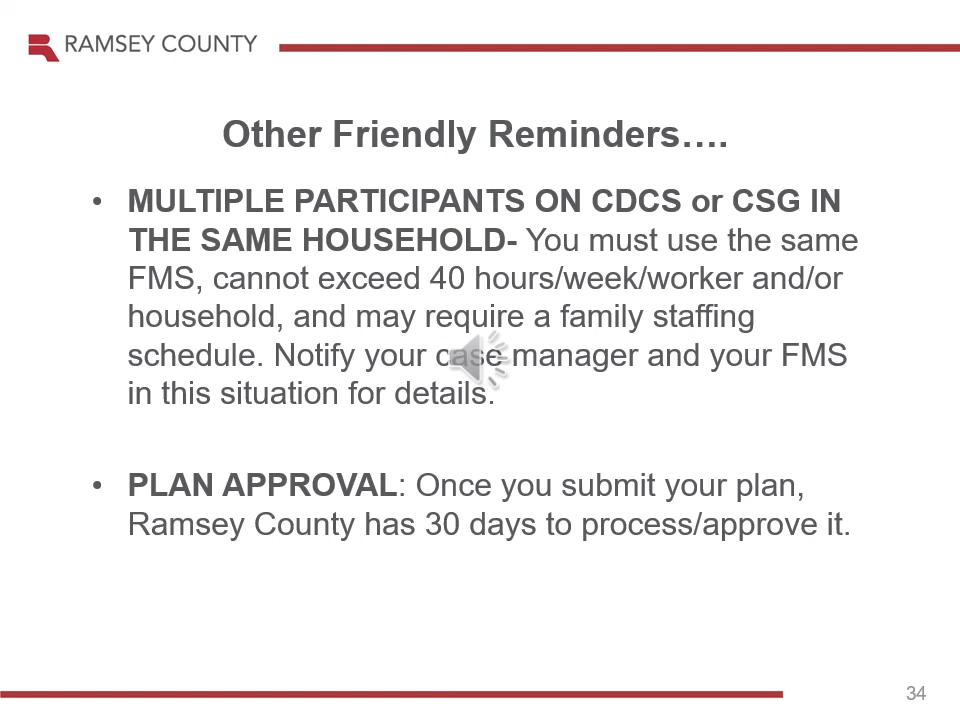 RAMSEY COUNTY
Other Friendly Reminders….
• MULTIPLE PARTICIPANTS ON CDCS or CSG IN
THE SAME HOUSEHOLD- You must use the same
FMS, cannot exceed 40 hours/week/worker and/or
household, and may require a family staffing
schedule. Notify your case manager and your FMS
in this situation for details.
• PLAN APPROVAL: Once you submit your plan,
Ramsey County has 30 days to process/approve it.
34